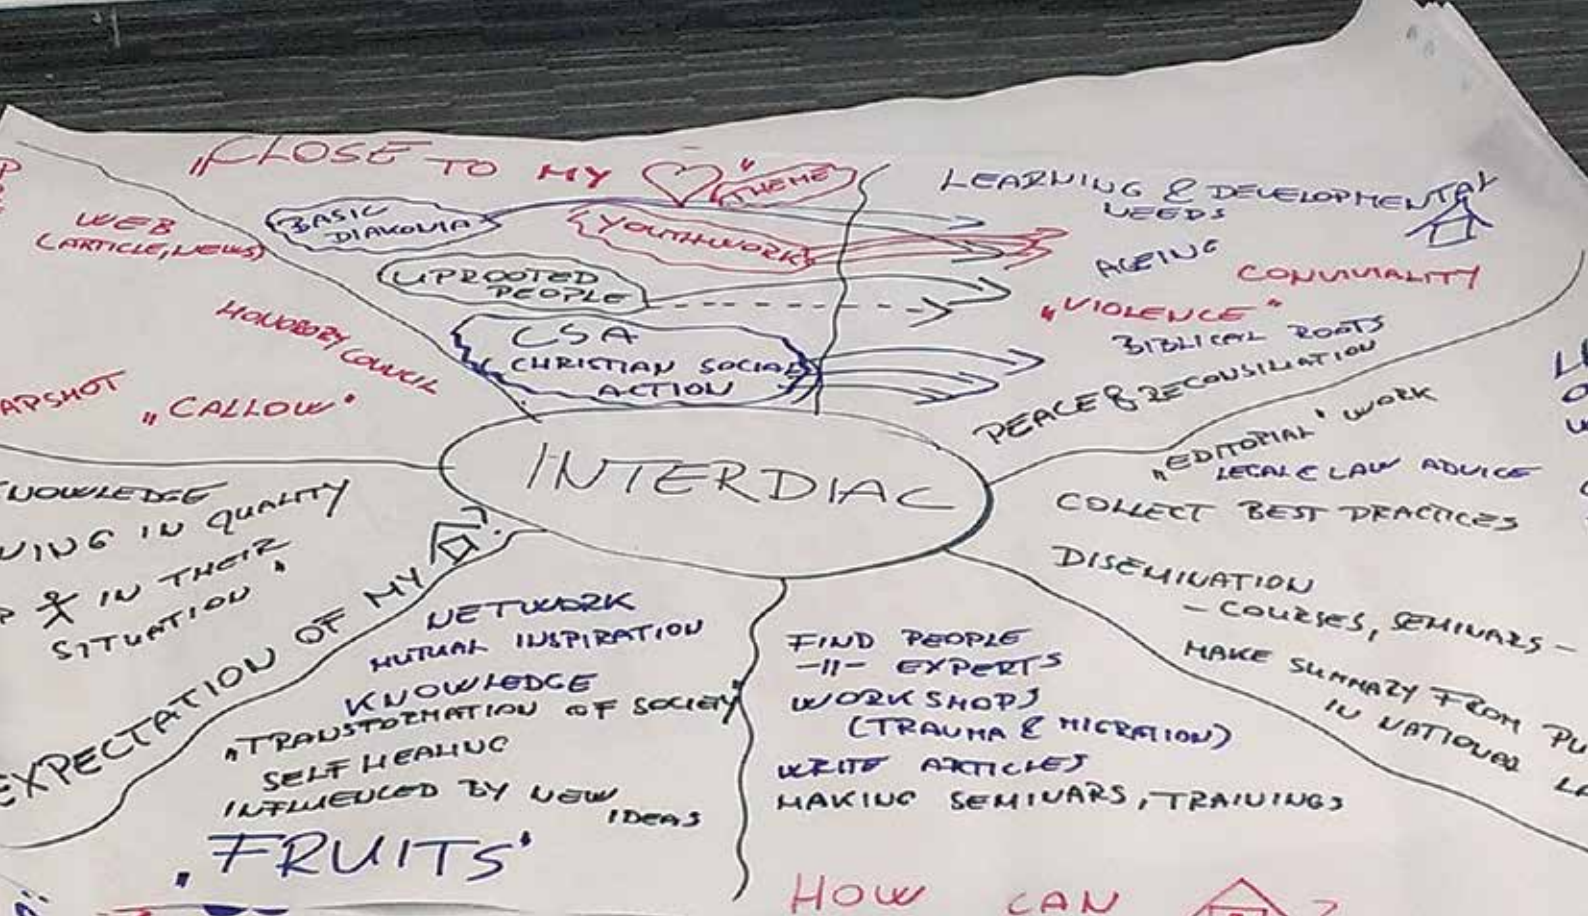 "CLOSE TO MY "
THEME
BASIC
DIAKONIA
YOUTHWORK
UPROOTED
PEOPLE
CSA
CHRISTIAN SOCIAL
ACTION
LEARNING & DEVELOPMENTAL
NEEDS
AGEING
CONVIVIALITY
"VIOLENCE"
BIBLICAL ROOTS
PEACE & RECONSILIATION
WEB
(ARTICLE, NEWS)
HONORORY COUNCIL
"CALLOW"
INTERDIAC
"EDITORIAL" WORK
LEGAL & LAW ADVICE
COLLECT BEST PRACTICES
DISEMINATION
- COURSES, SEMINARS -
MAKE SUMMARY FROM
IN NATIONAL
IN QUALITY
IN THEIR
SITUATION "
EXPECTATION OF MY
NETWORK
MUTUAL INSPIRATION
KNOWLEDGE
"TRANSFORMATION OF SOCIETY"
SELF HEALING
INFLUENCED BY NEW
IDEAS
"FRUITS"
FIND PEOPLE
-11- EXPERTS
WORKSHOPS
(TRAUMA & MIGRATION)
WRITE ARTICLES
MAKING SEMINARS, TRAININGS
HOW CAN ?